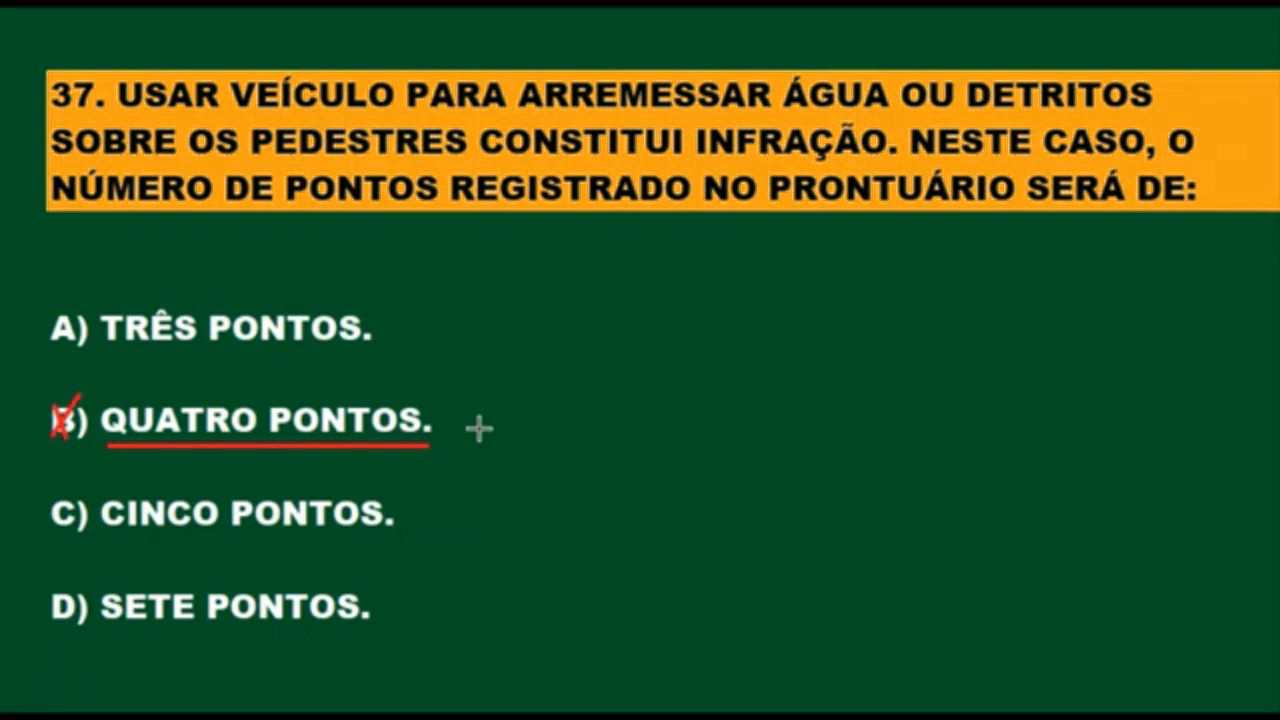 37. USAR VEÍCULO PARA ARREMESSAR ÁGUA OU DETRITOS
SOBRE OS PEDESTRES CONSTITUI INFRAÇÃO. NESTE CASO, O
NÚMERO DE PONTOS REGISTRADO NO PRONTUÁRIO SERÁ DE:
A) TRÊS PONTOS.
B) QUATRO PONTOS.
C) CINCO PONTOS.
D) SETE PONTOS.